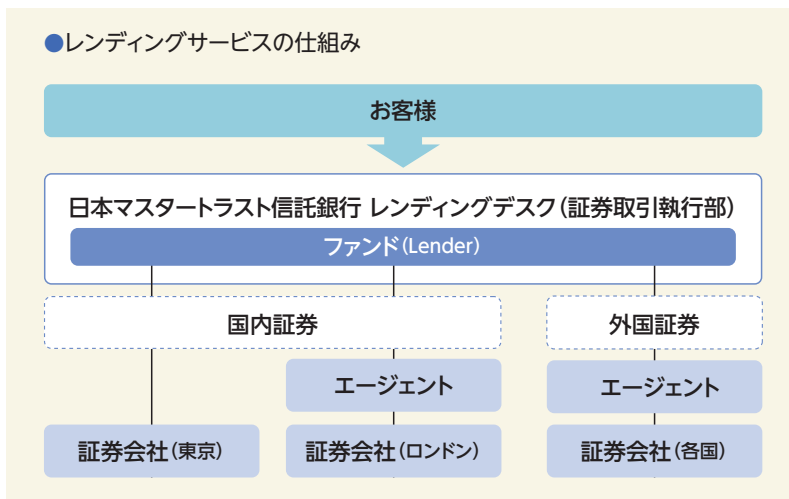 ●レンディングサービスの仕組み
お客様
日本マスタートラスト信託銀行 レンディングデスク(証券取引執行部)
ファンド(Lender)
国内証券
外国証券
エージェント
エージェント
証券会社(東京)
証券会社(ロンドン)
証券会社(各国)